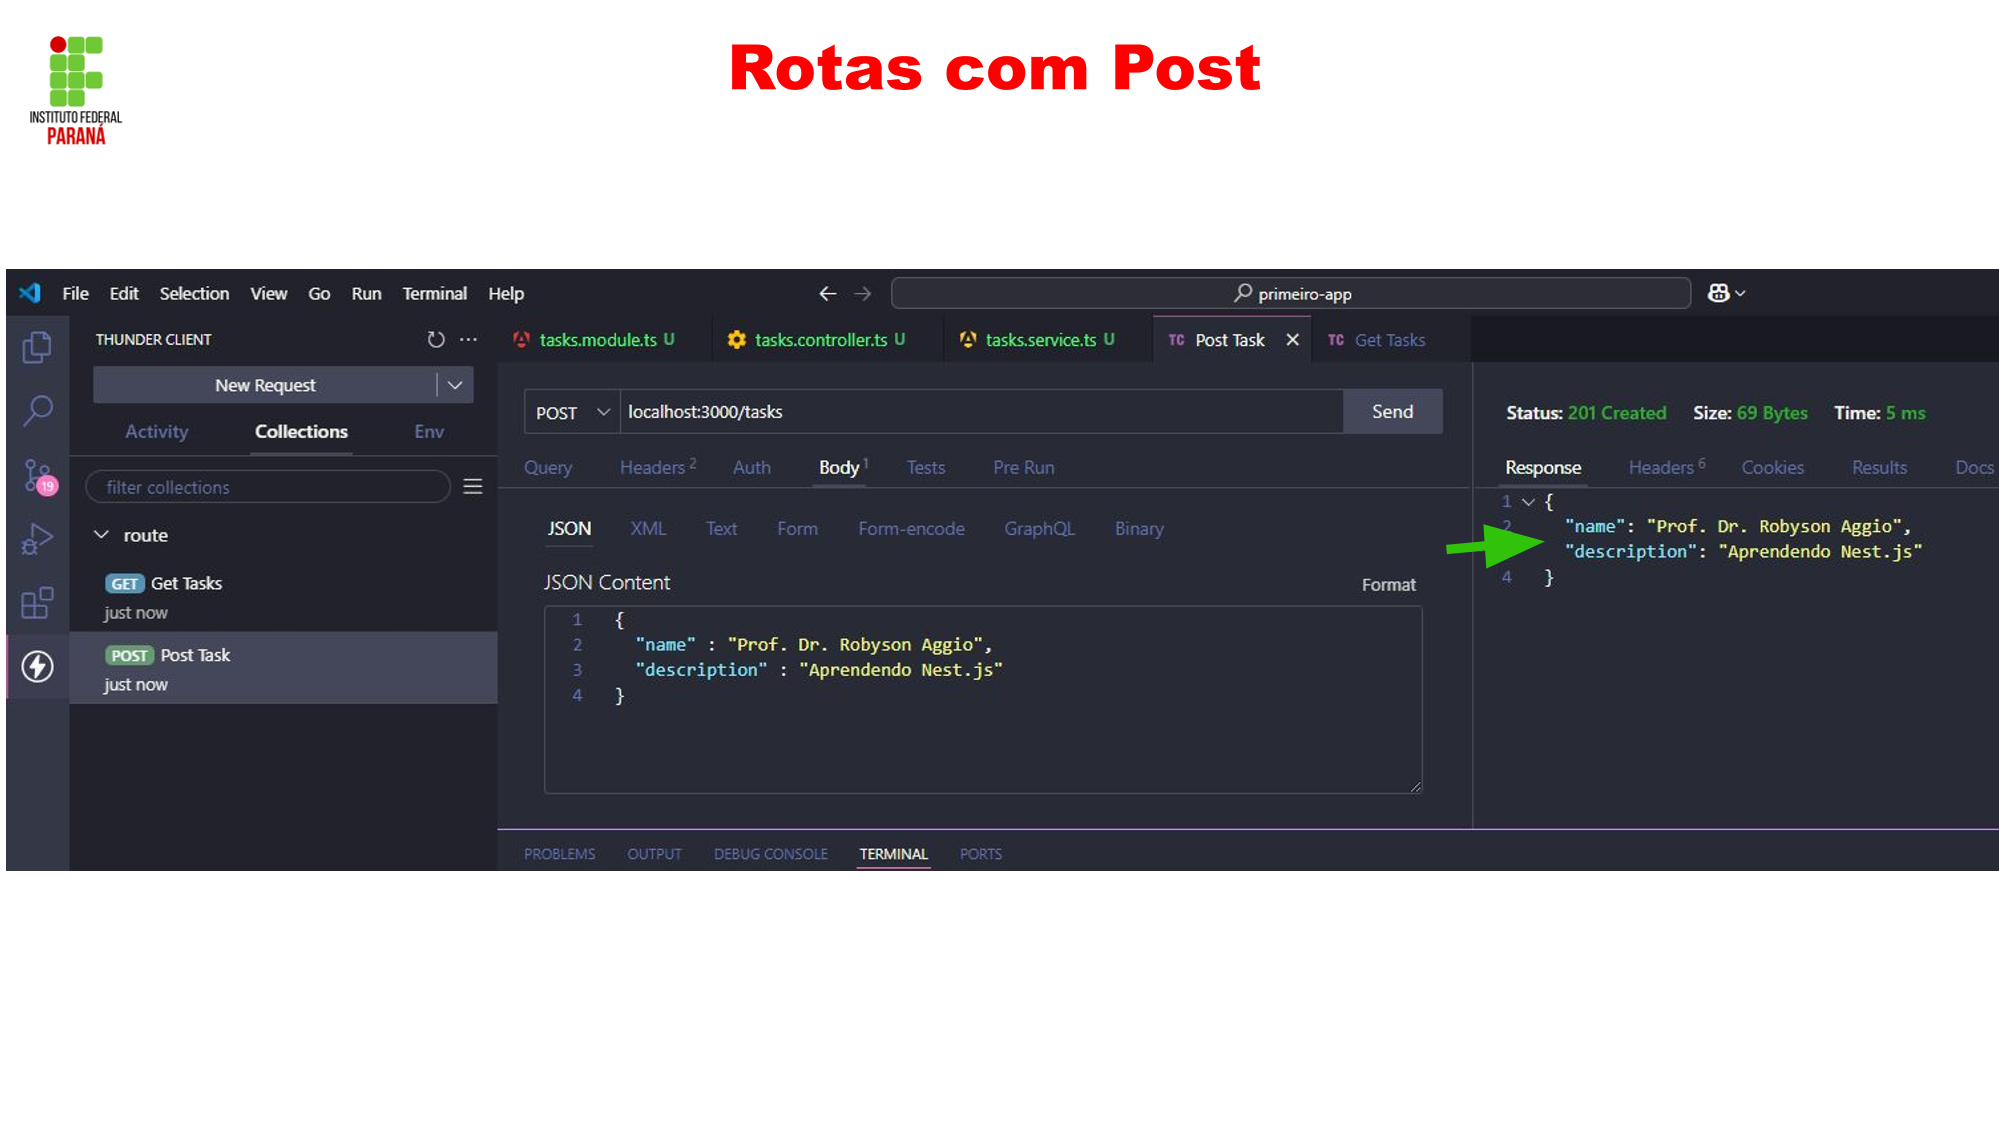 Rotas com Post
INSTITUTO FEDERAL
PARANÁ
File Edit Selection View Go Run Terminal Help
primeiro-app
THUNDER CLIENT
tasks.module.ts U
tasks.controller.ts U
tasks.service.ts U
TC Post Task
TC Get Tasks
New Request
Activity Collections Env
filter collections
19
route
GET Get Tasks
just now
POST Post Task
just now
POST localhost:3000/tasks Send
Query Headers 2 Auth Body 1 Tests Pre Run
JSON XML Text Form Form-encode GraphQL Binary
JSON Content Format
1 {
2 "name" : "Prof. Dr. Robyson Aggio",
3 "description" : "Aprendendo Nest.js"
4 }
Status: 201 Created Size: 69 Bytes Time: 5 ms
Response Headers 6 Cookies Results Docs
1 {
2 "name": "Prof. Dr. Robyson Aggio",
"description": "Aprendendo Nest.js"
4 }
PROBLEMS OUTPUT DEBUG CONSOLE TERMINAL PORTS